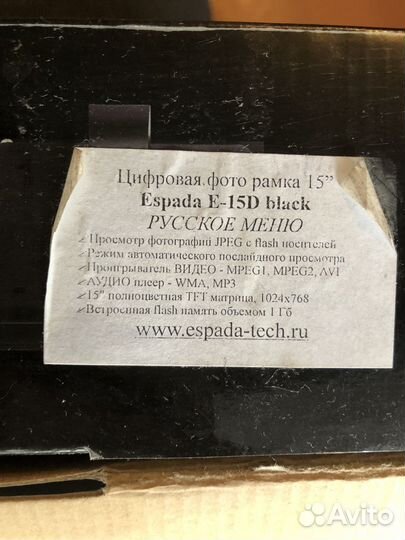 Цифровая фото рамка 15”
Espada E-15D black
РУССКОЕ МЕНЮ
Просмотр фотографий JPEG с flash носителей
Режим автоматического послайдного просмотра
Проигрыватель ВИДЕО - MPEG1, MPEG2, AVI
АУДИО плеер - WMA, MP3
15” полноцветная TFT матрица, 1024x768
Встроенная flash память объемом 1 Гб
www.espada-tech.ru
Avito